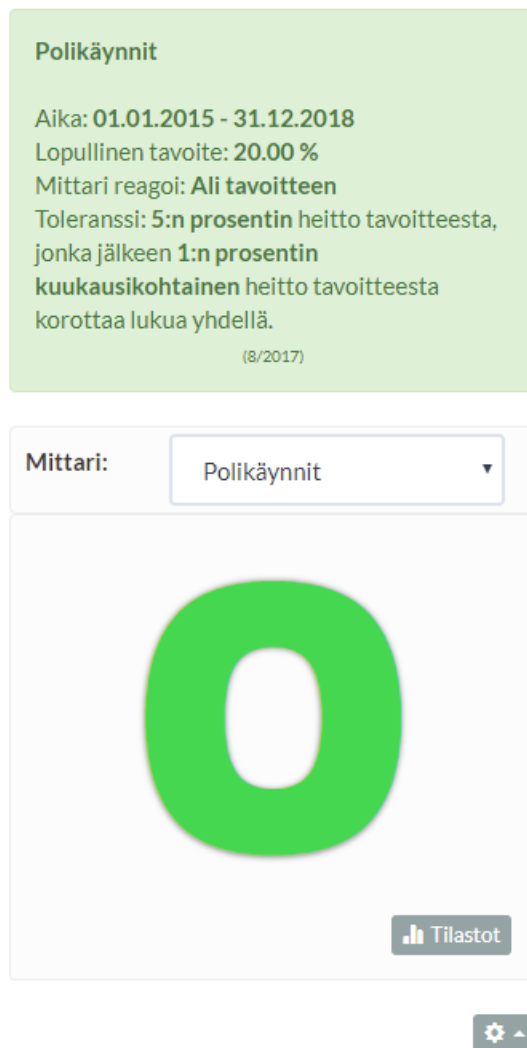 Polikäynnit
Aika: 01.01.2015 - 31.12.2018
Lopullinen tavoite: 20.00 %
Mittari reagoi: Ali tavoitteen
Toleranssi: 5:n prosentin heitto tavoitteesta,
jonka jälkeen 1:n prosentin
kuukausikohtainen heitto tavoitteesta
korottaa lukua yhdellä.
(8/2017)
Mittari:
Polikäynnit
0
Tilastot